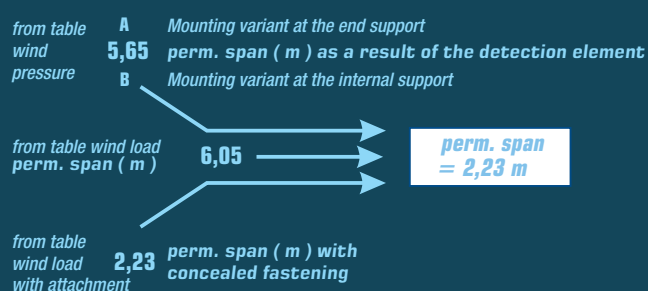 from table A Mounting variant at the end support
wind 5,65 perm. span ( m ) as a result of the detection element
pressure B Mounting variant at the internal support
from table wind load
perm. span ( m ) 6,05
perm. span
= 2,23 m
from table
wind load 2,23 perm. span ( m ) with
with attachment concealed fastening